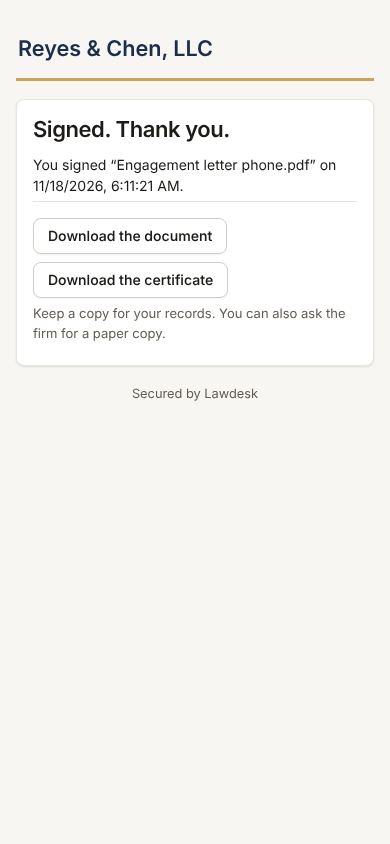 Reyes & Chen, LLC
Signed. Thank you.
You signed “Engagement letter phone.pdf” on
11/18/2026, 6:11:21 AM.
Download the document
Download the certificate
Keep a copy for your records. You can also ask the
firm for a paper copy.
Secured by Lawdesk